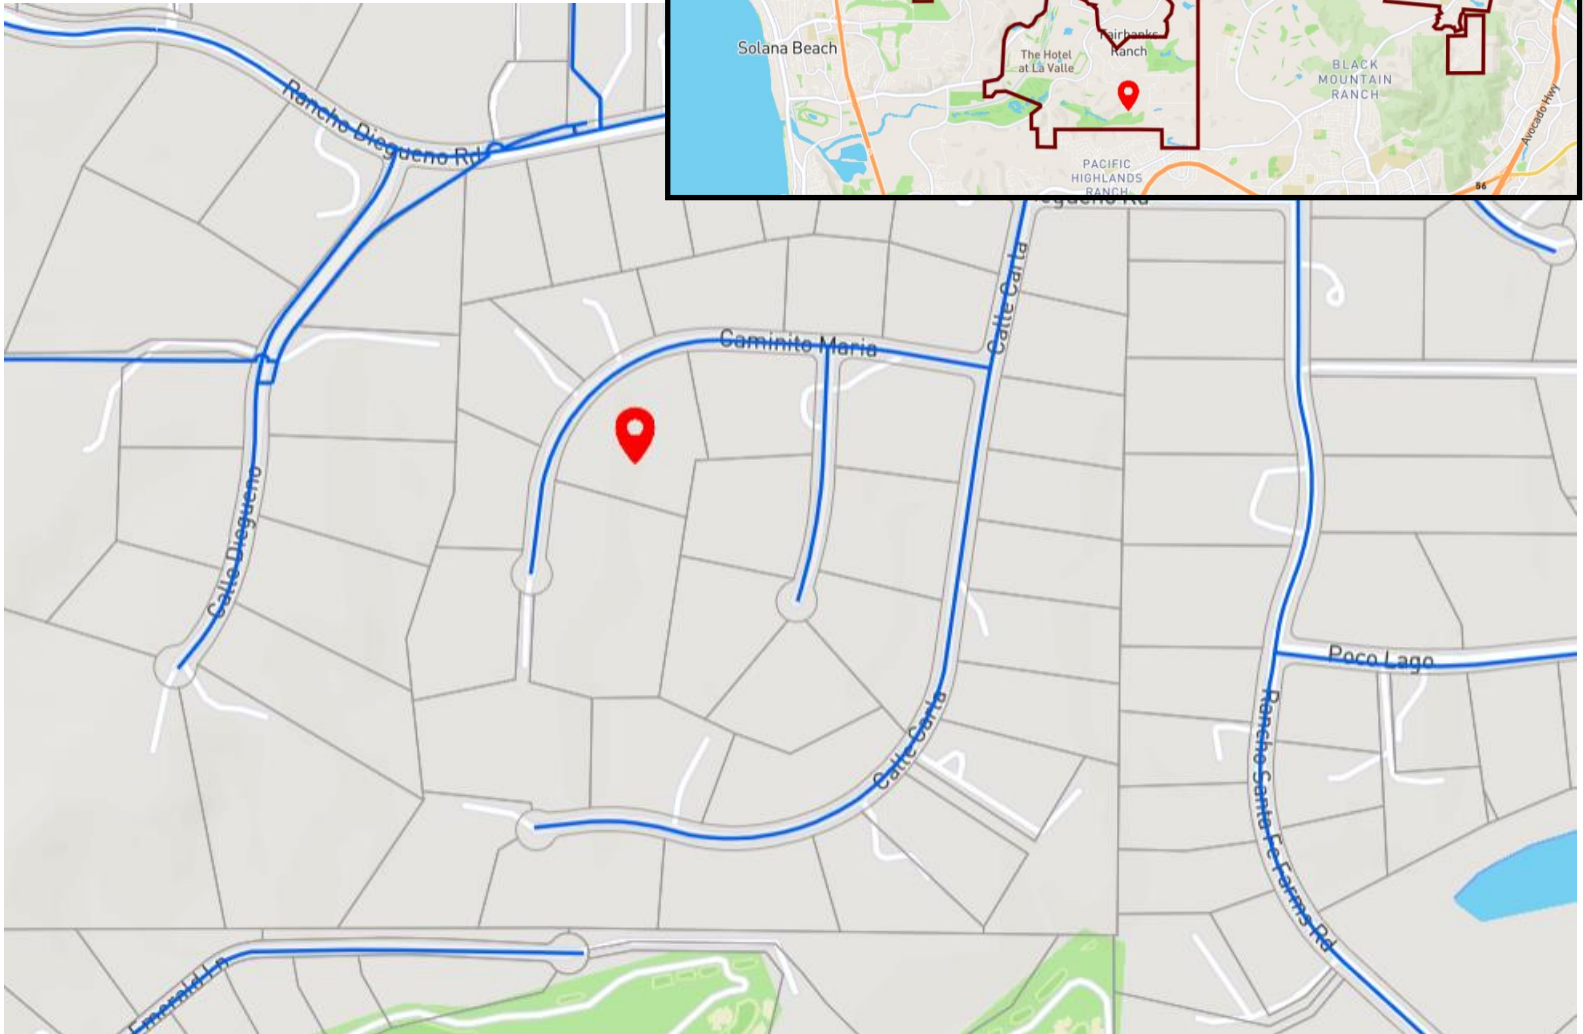 Solana Beach
The Hotel
at La Valle
Fairbanks
Ranch
BLACK
MOUNTAIN
RANCH
Avocado Hwy
PACIFIC
HIGHLANDS
RANCH
56
Rancho Diegueno Rd
Calle Carla
Caminito Maria
Calle Diegueno
Poco Lago
Calle Carla
Rancho Santa Fe Farms Rd
Emerald Ln